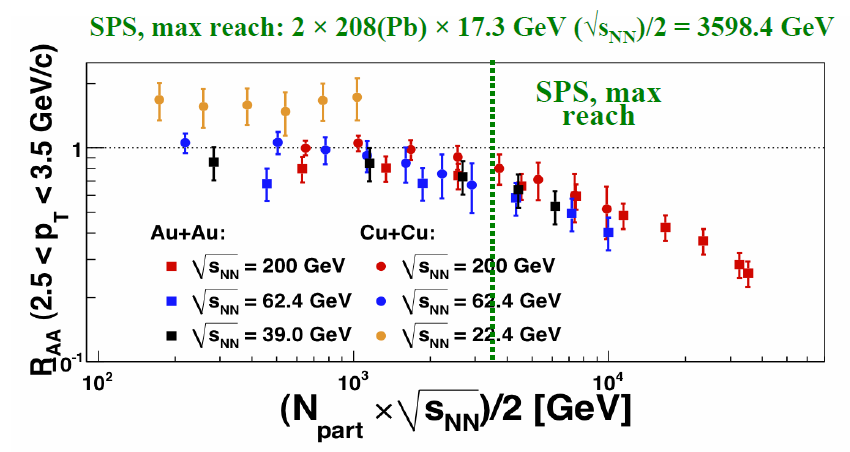 SPS, max reach: 2 × 208(Pb) × 17.3 GeV (√sNN)/2 = 3598.4 GeV
RAA (2.5 < pT < 3.5 GeV/c)
1
10-1
SPS, max
reach
Au+Au: Cu+Cu:
√sNN = 200 GeV √sNN = 200 GeV
√sNN = 62.4 GeV √sNN = 62.4 GeV
√sNN = 39.0 GeV √sNN = 22.4 GeV
10² 10³ 10⁴
(Npart ×√sNN)/2 [GeV]